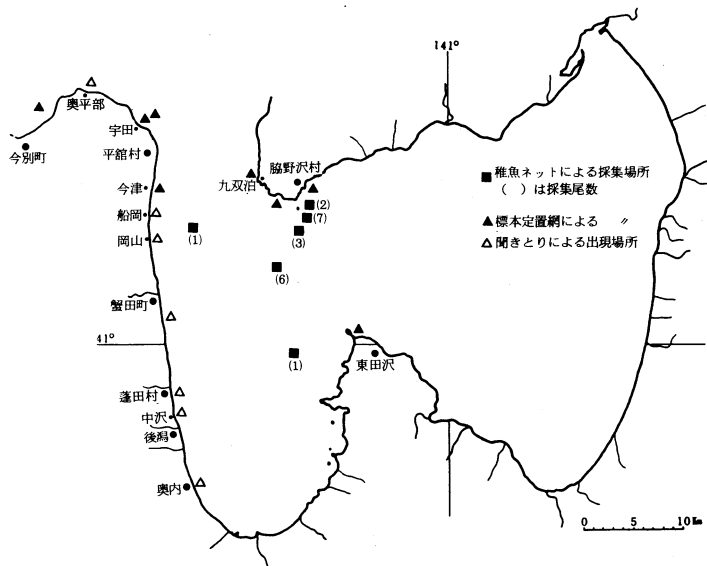 141°
奥平部
宇田
今別町
平舘村
脇野沢村
九双泊
稚魚ネットによる採集場所
( )は採集尾数
今津
(2)
船岡
(7)
標本定置網による 〃
岡山
(1)
(3)
聞きとりによる出現場所
(6)
蟹田町
41°
(1)
東田沢
蓬田村
中沢
後潟
奥内
0 5 10 Km